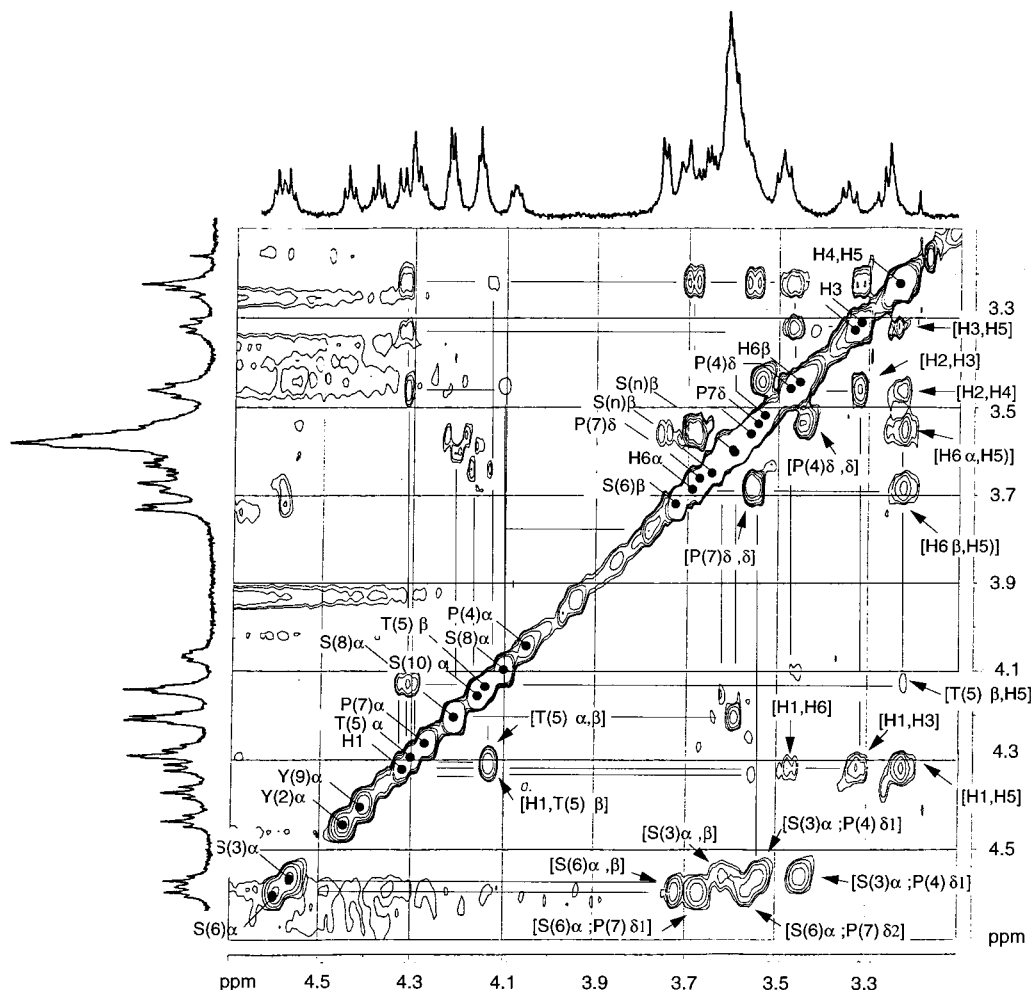 H4,H5
3.3
H3
[H3,H5]
H6β
P(4)δ
[H2,H3]
P7δ
[H2,H4]
S(n)β
S(n)β
3.5
P(7)δ
[H6α,H5)]
H6α
[P(4)δ ,δ]
S(6)β
3.7
[H6β,H5)]
[P(7)δ ,δ]
3.9
P(4)α
T(5) β
S(8)α
S(8)α
4.1
S(10) α
[T(5) β,H5]
P(7)α
[H1,H6]
[H1,H3]
T(5) α
[T(5) α,β]
H1
4.3
Y(9)α
[H1,H5]
Y(2)α
[H1,T(5) β]
[S(3)α ;P(4) δ1]
S(3)α
[S(3)α ,β]
4.5
[S(6)α ,β]
[S(3)α ;P(4) δ1]
S(6)α
[S(6)α ;P(7) δ1]
[S(6)α ;P(7) δ2]
ppm
ppm 4.5 4.3 4.1 3.9 3.7 3.5 3.3